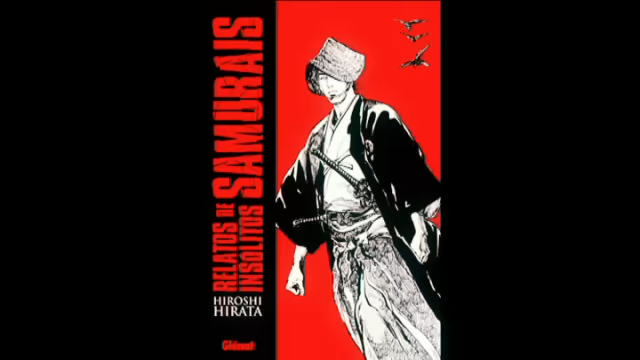 RELATOS DE
INSÓLITOS
SAMURAIS
HIROSHI
HIRATA
Glénat